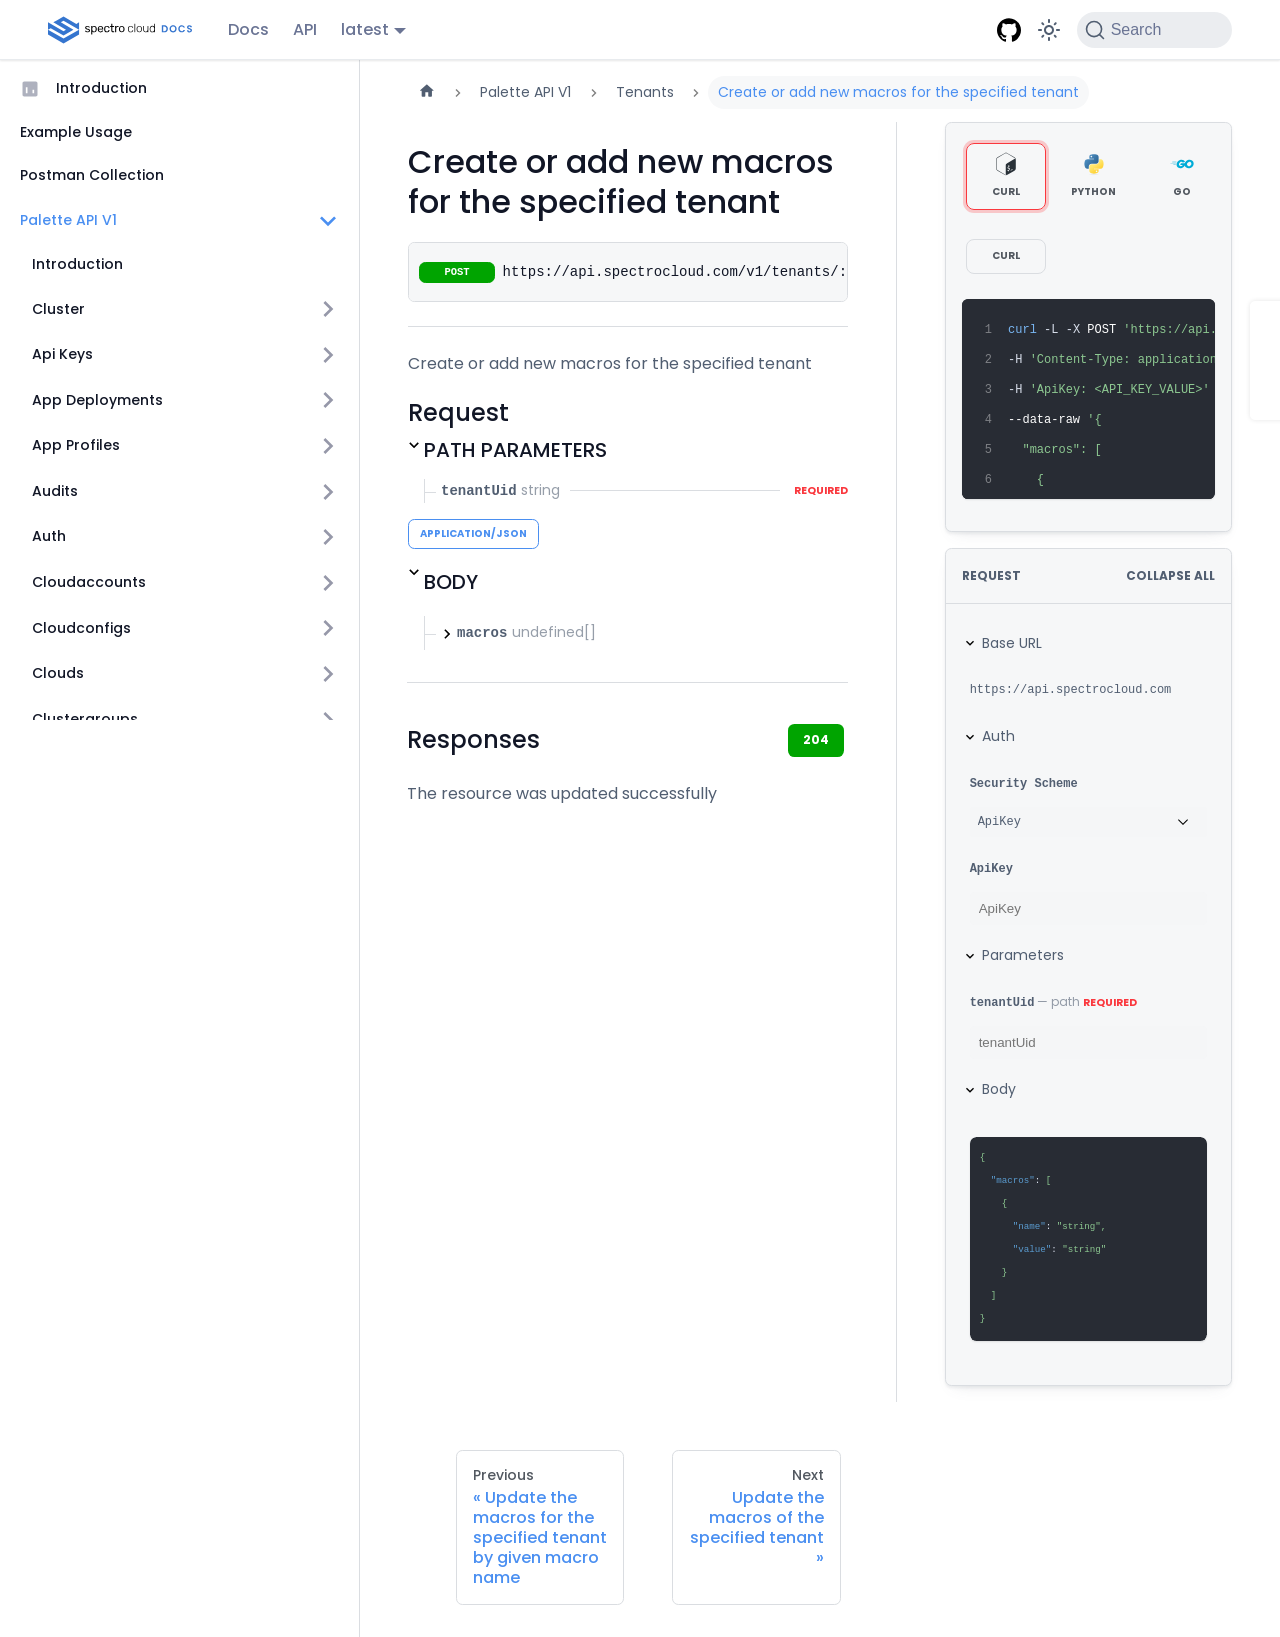 spectro cloud DOCS
Docs
API
latest
Search
Introduction
Example Usage
Postman Collection
Palette API V1
Introduction
Cluster
Api Keys
App Deployments
App Profiles
Audits
Auth
Cloudaccounts
Cloudconfigs
Clouds
Clustergroups
Palette API V1
Tenants
Create or add new macros for the specified tenant
Create or add new macros
for the specified tenant
POST https://api.spectrocloud.com/v1/tenants/:
Create or add new macros for the specified tenant
Request
PATH PARAMETERS
tenantUid string REQUIRED
APPLICATION/JSON
BODY
macros undefined[]
Responses
204
The resource was updated successfully
CURL
PYTHON
GO
CURL
1 curl -L -X POST 'https://api.
2 -H 'Content-Type: application
3 -H 'ApiKey: <API_KEY_VALUE>'
4 --data-raw '{
5 "macros": [
6 {
REQUEST
COLLAPSE ALL
Base URL
https://api.spectrocloud.com
Auth
Security Scheme
ApiKey
ApiKey
ApiKey
Parameters
tenantUid — path REQUIRED
tenantUid
Body
{
"macros": [
{
"name": "string",
"value": "string"
}
]
}
Previous
« Update the
macros for the
specified tenant
by given macro
name
Next
Update the
macros of the
specified tenant
»